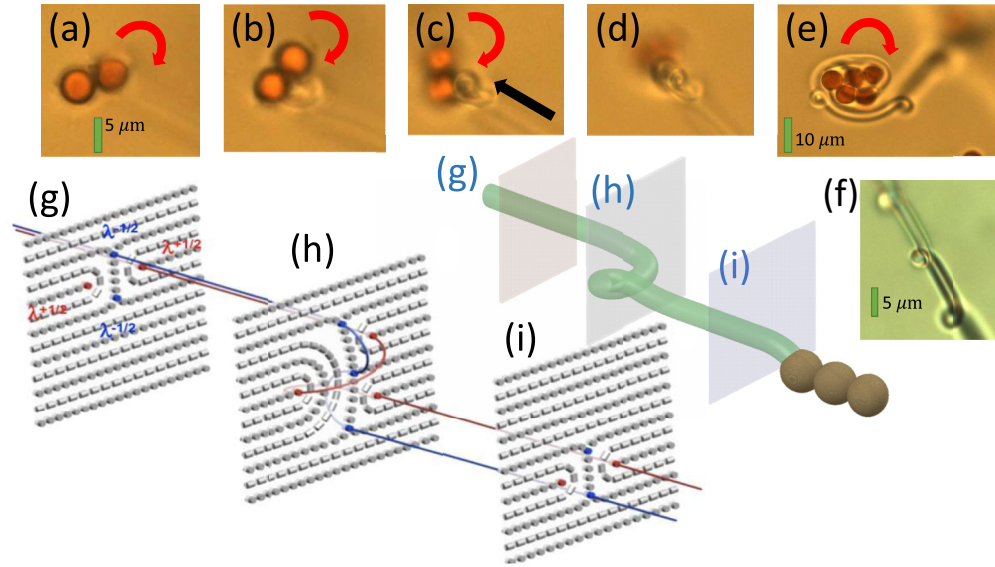 (a)
(b)
(c)
(d)
(e)
5 μm
10 μm
(g)
(h)
(i)
(f)
5 μm
(g)
λ-1/2
λ+1/2
λ+1/2
λ-1/2
(h)
(i)